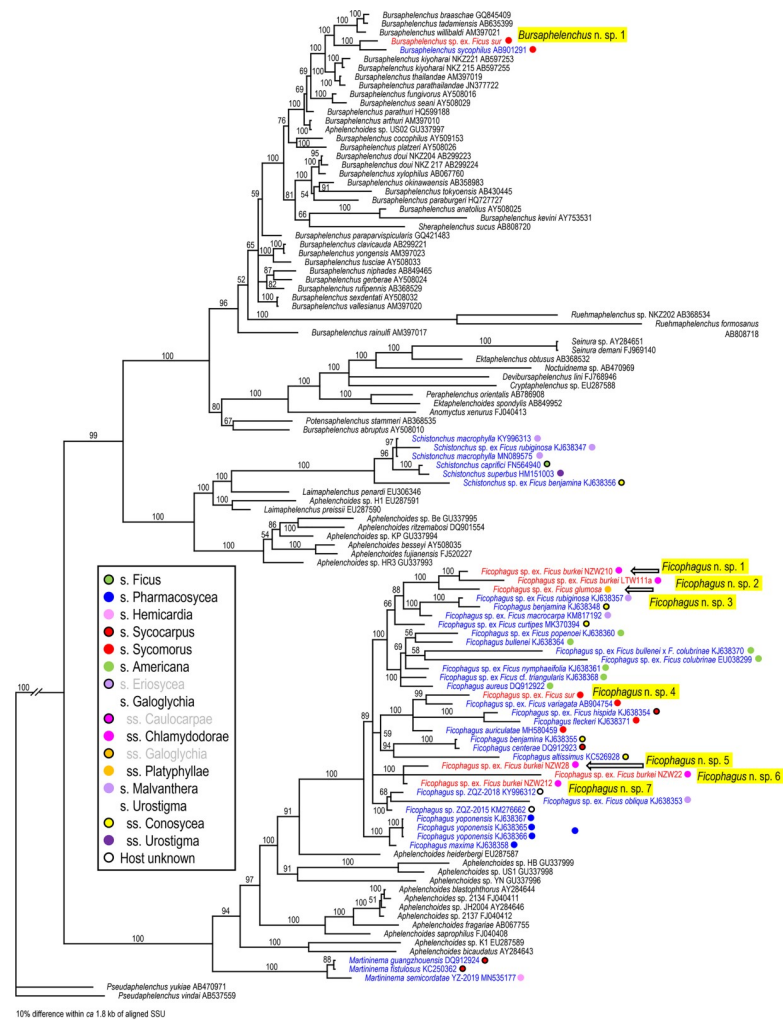 Bursaphelenchus braaschae GQ845409
Bursaphelenchus tadamiensis AB635399
Bursaphelenchus willibaldi AM397021
Bursaphelenchus n. sp. 1
Bursaphelenchus sp. ex. Ficus sur
Bursaphelenchus sycophilus AB901291
Bursaphelenchus kiyoharai NKZ221 AB597253
Bursaphelenchus kiyoharai NKZ 215 AB597255
Bursaphelenchus thailandae AM397019
Bursaphelenchus parathailandae JN377722
Bursaphelenchus fungivorus AY508016
Bursaphelenchus seani AY508029
Bursaphelenchus parathuri HQ599188
Bursaphelenchus arthuri AM397010
Aphelenchoides sp. US02 GU337997
Bursaphelenchus cocophilus AY509153
Bursaphelenchus platzeri AY508026
Bursaphelenchus doui NKZ204 AB299223
Bursaphelenchus doui NKZ 217 AB299224
Bursaphelenchus xylophilus AB067760
Bursaphelenchus okinawaensis AB358983
Bursaphelenchus tokyoensis AB430445
Bursaphelenchus paraburgeri HQ727727
Bursaphelenchus anatolius AY508025
Bursaphelenchus kevini AY753531
Sheraphelenchus sucus AB808720
Bursaphelenchus paraparvispicularis GQ421483
Bursaphelenchus clavicauda AB299221
Bursaphelenchus yongensis AM397023
Bursaphelenchus tusciae AY508033
Bursaphelenchus niphades AB849465
Bursaphelenchus gerberae AY508024
Bursaphelenchus rufipennis AB368529
Bursaphelenchus sexdentati AY508032
Bursaphelenchus vallesianus AM397020
Ruehmaphelenchus sp. NKZ202 AB368534
Ruehmaphelenchus formosanus
AB808718
Bursaphelenchus rainulfi AM397017
Seinura sp. AY284651
Seinura demani FJ969140
Ektaphelenchus obtusus AB368532
Noctuidnema sp. AB470969
Devibursaphelenchus lini FJ768946
Cryptaphelenchus sp. EU287588
Peraphelenchus orientalis AB786908
Ektaphelenchoides spondylis AB849952
Anomyctus xenurus FJ040413
Potensaphelenchus stammeri AB368535
Bursaphelenchus abruptus AY508010
Schistonchus macrophylla KY996313
Schistonchus sp. ex Ficus rubiginosa KJ638347
Schistonchus macrophylla MN089575
Schistonchus caprifici FN564940
Schistonchus superbus HM151003
Schistonchus sp. ex Ficus benjamina KJ638356
Laimaphelenchus penardi EU306346
Aphelenchoides sp. H1 EU287591
Laimaphelenchus preissii EU287590
Aphelenchoides sp. Be GU337995
Aphelenchoides ritzemabosi DQ901554
Aphelenchoides sp. KP GU337994
Aphelenchoides besseyi AY508035
Aphelenchoides fujianensis FJ520227
Aphelenchoides sp. HR3 GU337993
Ficophagus sp. ex. Ficus burkei NZW210
Ficophagus n. sp. 1
Ficophagus sp. ex. Ficus burkei LTW111a
Ficophagus n. sp. 2
Ficophagus sp. ex. Ficus glumosa
Ficophagus n. sp. 3
Ficophagus sp. ex Ficus rubiginosa KJ638357
Ficophagus benjamina KJ638348
Ficophagus sp. ex Ficus macrocarpa KM817192
Ficophagus sp. ex Ficus curtipes MK370394
Ficophagus sp. ex Ficus popenoei KJ638360
Ficophagus bullenei KJ638364
Ficophagus sp. ex Ficus bullenei x F. colubrinae KJ638370
Ficophagus sp. ex. Ficus colubrinae EU038299
Ficophagus sp. ex Ficus nymphaeifolia KJ638361
Ficophagus sp. ex Ficus cf. triangularis KJ638368
Ficophagus aureus DQ912922
Ficophagus sp. ex. Ficus sur
Ficophagus n. sp. 4
Ficophagus sp. ex Ficus variagata AB904754
Ficophagus sp. ex. Ficus hispida KJ638354
Ficophagus fleckeri KJ638371
Ficophagus auriculatae MH580459
Ficophagus benjamina KJ638355
Ficophagus centerae DQ912923
Ficophagus altissimus KC526928
Ficophagus n. sp. 5
Ficophagus sp. ex. Ficus burkei NZW28
Ficophagus sp. ex. Ficus burkei NZW22
Ficophagus n. sp. 6
Ficophagus sp. ex. Ficus burkei NZW212
Ficophagus n. sp. 7
Ficophagus sp. ZQZ-2018 KY996312
Ficophagus sp. ex. Ficus obliqua KJ638353
Ficophagus sp. ZQZ-2015 KM276662
Ficophagus yoponensis KJ638367
Ficophagus yoponensis KJ638365
Ficophagus yoponensis KJ638366
Ficophagus maxima KJ638358
Aphelenchoides heiderbergi EU287587
Aphelenchoides sp. HB GU337999
Aphelenchoides sp. US1 GU337998
Aphelenchoides sp. YN GU337996
Aphelenchoides blastophthorus AY284644
Aphelenchoides sp. 2134 FJ040411
Aphelenchoides sp. JH2004 AY284646
Aphelenchoides sp. 2137 FJ040412
Aphelenchoides fragariae AB067755
Aphelenchoides saprophilus FJ040408
Aphelenchoides sp. K1 EU287589
Aphelenchoides bicaudatus AY284643
Martininema guangzhouensis DQ912924
Martininema fistulosus KC250362
Martininema semicordatae YZ-2019 MN535177
Pseudaphelenchus yukiae AB470971
Pseudaphelenchus vindai AB537559
10% difference within ca 1.8 kb of aligned SSU
s. Ficus
s. Pharmacosycea
s. Hemicardia
s. Sycocarpus
s. Sycomorus
s. Americana
s. Eriosycea
s. Galoglychia
ss. Caulocarpae
ss. Chlamydodorae
ss. Galoglychia
ss. Platyphyllae
s. Malvanthera
s. Urostigma
ss. Conosycea
ss. Urostigma
Host unknown